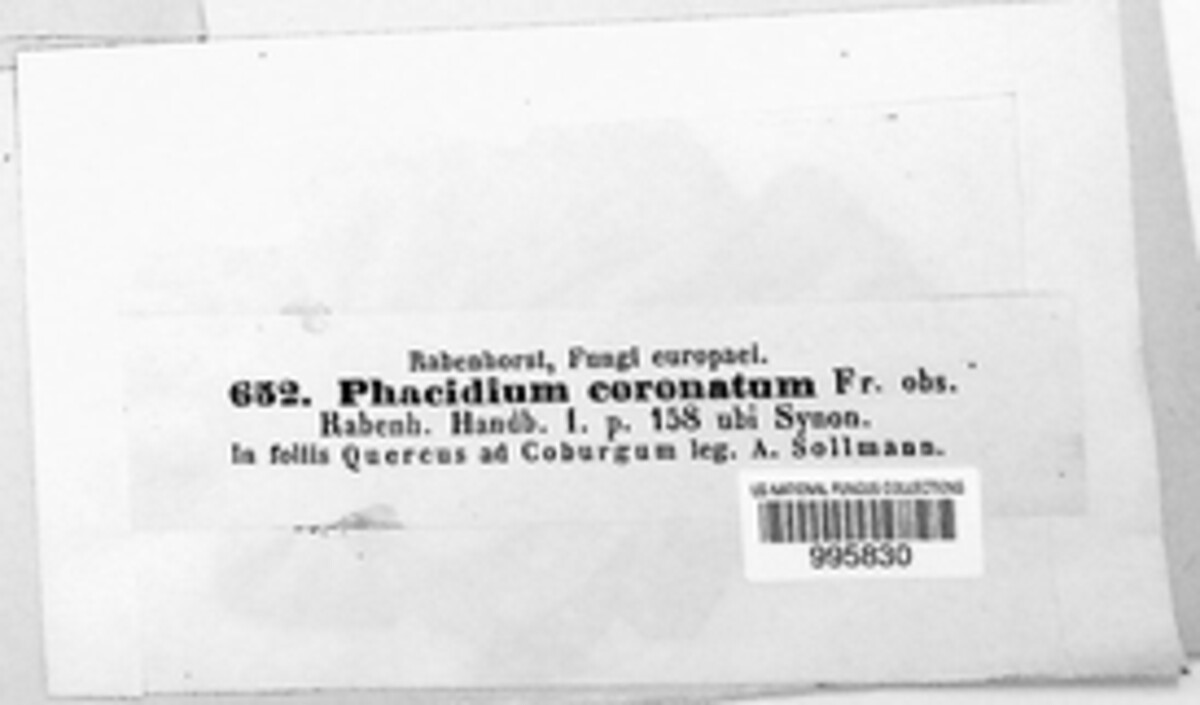 Rabenhorst, Fungi europaei.
652. Phacidium coronatum Fr. obs.
Rabenh. Handb. I. p. 158 ubi Synon.
In foliis Quercus ad Coburgum leg. A. Sollmann.
US NATIONAL FUNGUS COLLECTIONS
995830